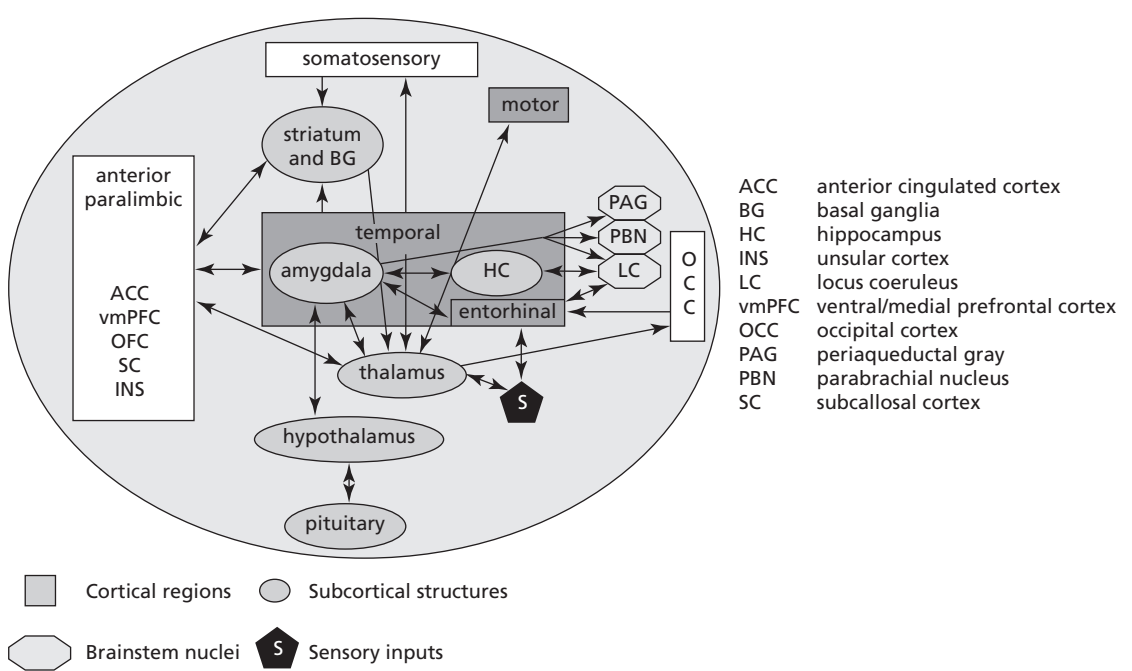 somatosensory
motor
striatum
and BG
anterior
paralimbic
PAG
temporal
PBN
O
C
C
amygdala
HC
LC
ACC
vmPFC
OFC
SC
INS
entorhinal
thalamus
S
hypothalamus
pituitary
ACC anterior cingulated cortex
BG basal ganglia
HC hippocampus
INS unsular cortex
LC locus coeruleus
vmPFC ventral/medial prefrontal cortex
OCC occipital cortex
PAG periaqueductal gray
PBN parabrachial nucleus
SC subcallosal cortex
Cortical regions
Subcortical structures
Brainstem nuclei
S Sensory inputs